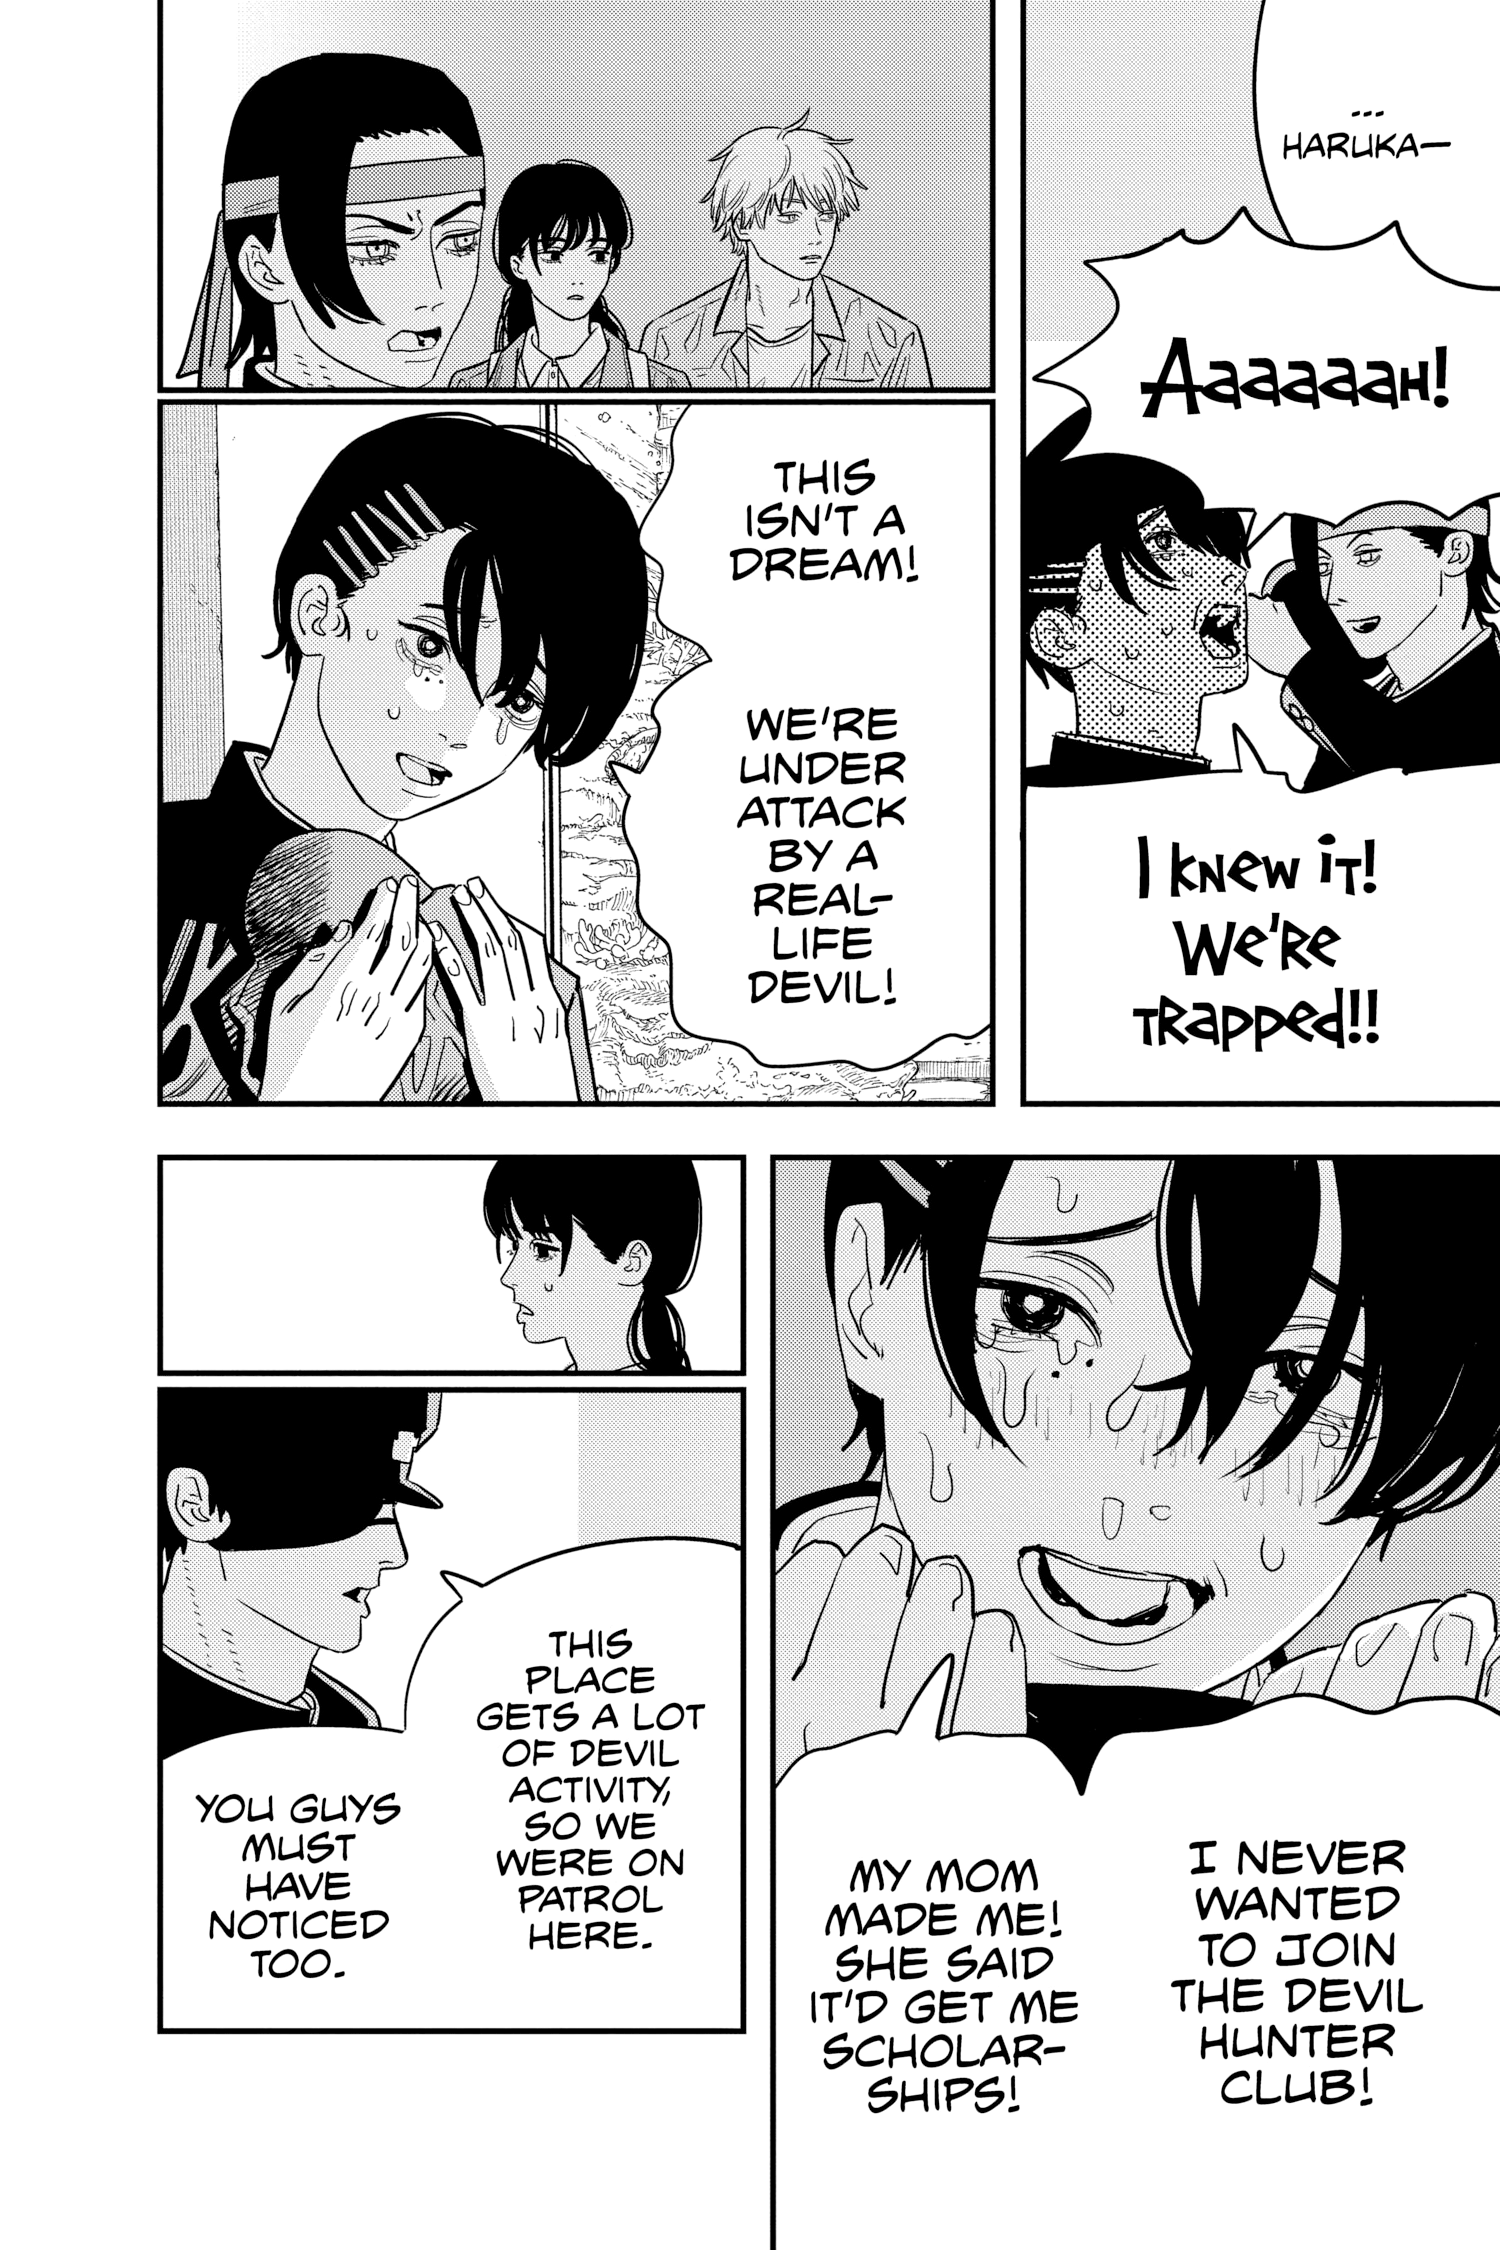 ...
HARUKA—
AAAAAAH!
I KNEW IT!
WE'RE
TRAPPED!!
THIS
ISN'T A
DREAM!
WE'RE
UNDER
ATTACK
BY A
REAL-
LIFE
DEVIL!
I NEVER
WANTED
TO JOIN
THE DEVIL
HUNTER
CLUB!
MY MOM
MADE ME!
SHE SAID
IT'D GET ME
SCHOLAR-
SHIPS!
THIS
PLACE
GETS A LOT
OF DEVIL
ACTIVITY,
SO WE
WERE ON
PATROL
HERE.
YOU GUYS
MUST
HAVE
NOTICED
TOO.